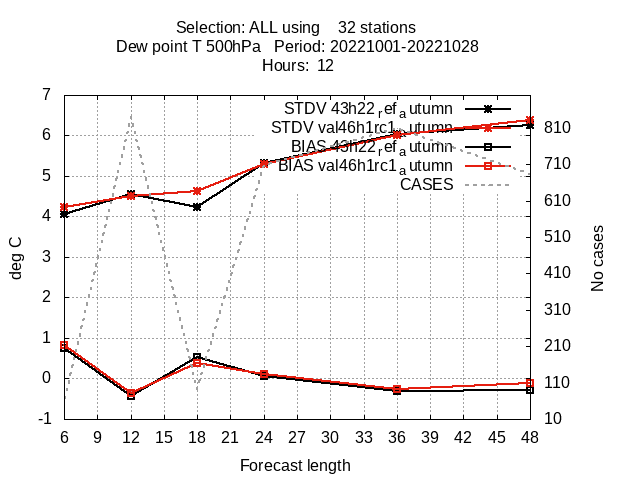 Selection: ALL using    32 stations
Dew point T 500hPa   Period: 20221001-20221028
Hours:  12
STDV 43h22_ref_autumn
STDV val46h1rc1_autumn
BIAS 43h22_ref_autumn
BIAS val46h1rc1_autumn
CASES
7
6
5
4
3
2
1
0
-1
deg C
810
710
610
510
410
310
210
110
10
No cases
6 9 12 15 18 21 24 27 30 33 36 39 42 45 48
Forecast length